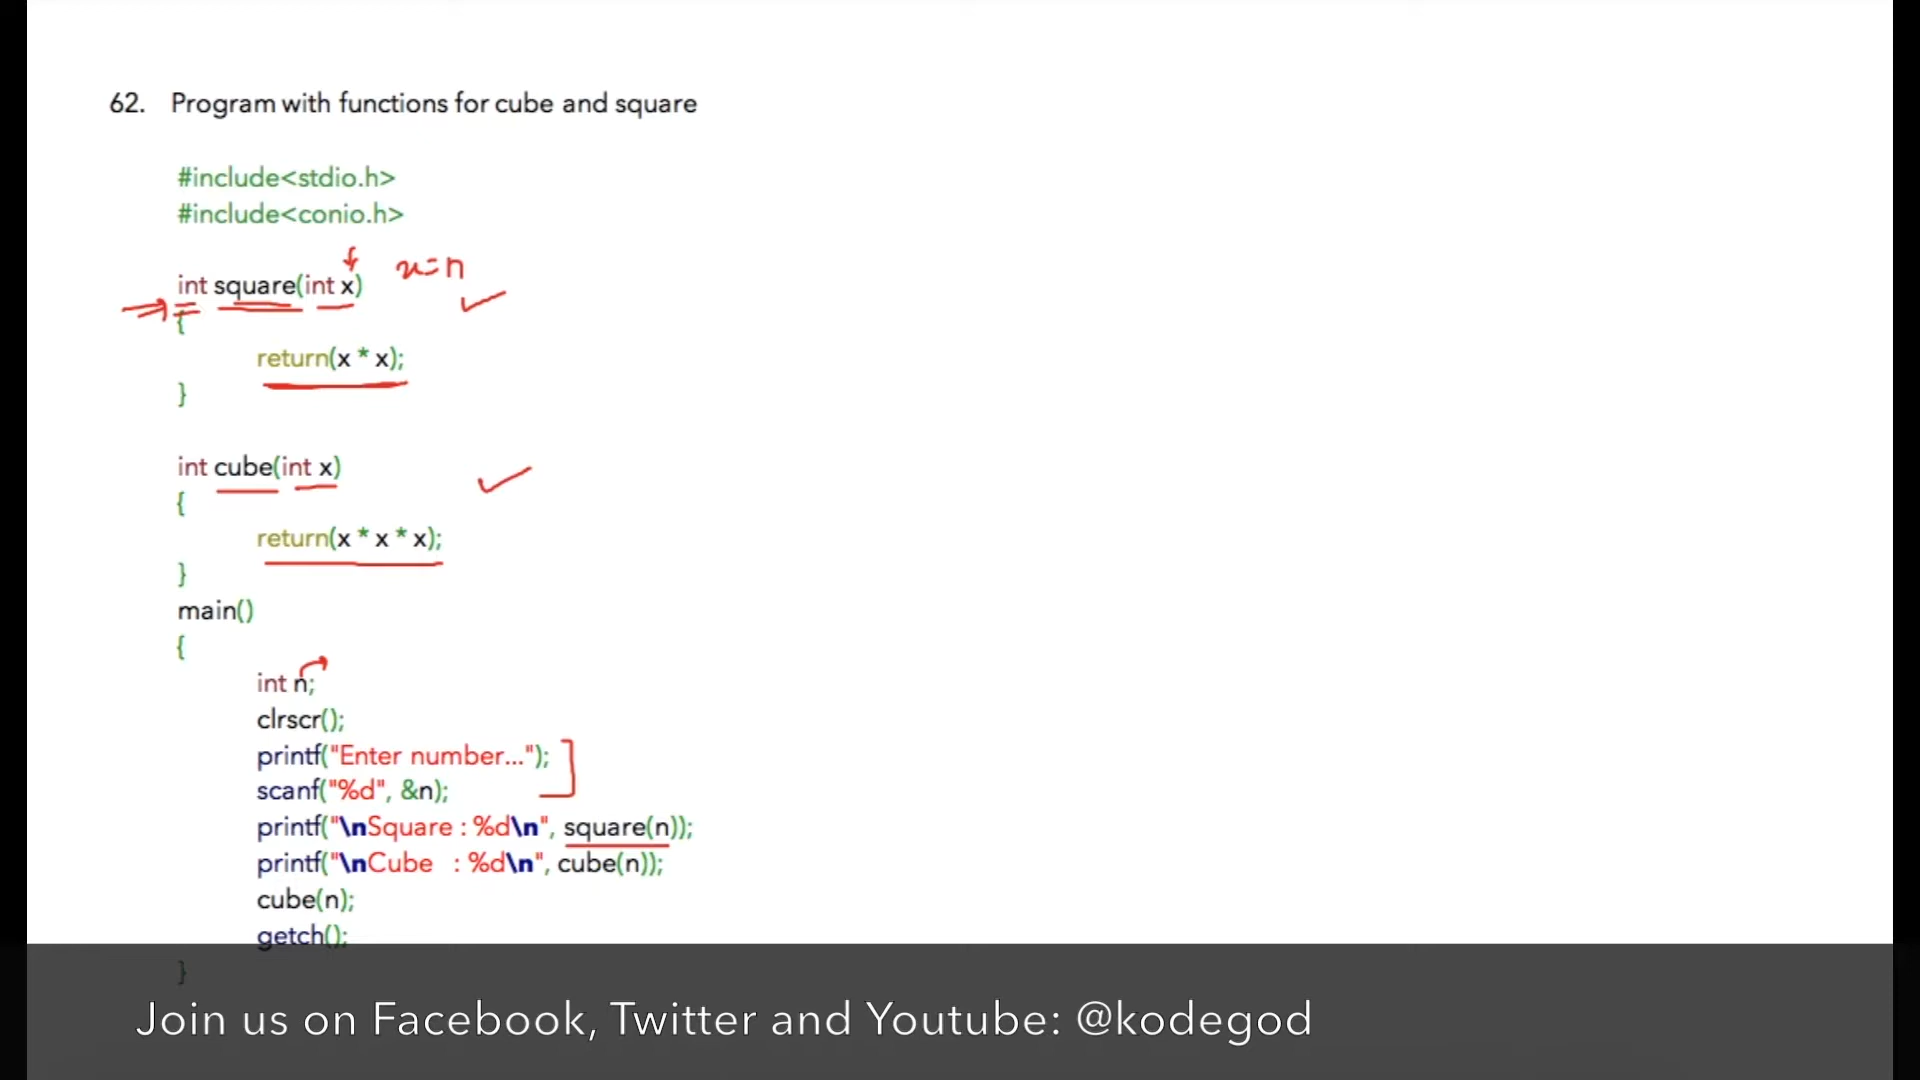 62. Program with functions for cube and square
#include<stdio.h>
#include<conio.h>
x=n
int square(int x)
{
return(x * x);
}
int cube(int x)
{
return(x * x * x);
}
main()
{
int n;
clrscr();
printf("Enter number...");
scanf("%d", &n);
printf("\nSquare : %d\n", square(n));
printf("\nCube : %d\n", cube(n));
cube(n);
getch();
}
Join us on Facebook, Twitter and Youtube: @kodegod